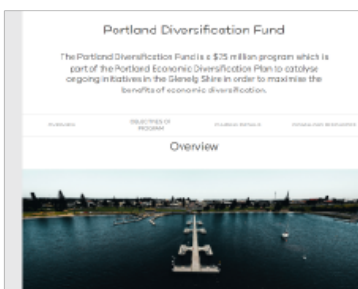 Portland Diversification Fund
The Portland Diversification Fund is a $25 million program which is
part of the Portland Economic Diversification Plan to catalyse
ongoing initiatives in the Glenelg Shire in order to maximise the
benefits of economic diversification.
OBJECTIVES OF
PROGRAM
Overview